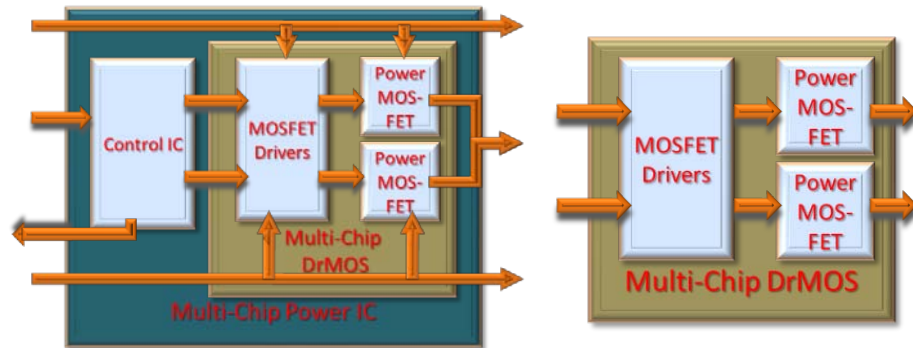 Control IC
MOSFET
Drivers
Power
MOS-
FET
Power
MOS-
FET
Multi-Chip
DrMOS
Multi-Chip Power IC
MOSFET
Drivers
Power
MOS-
FET
Power
MOS-
FET
Multi-Chip DrMOS